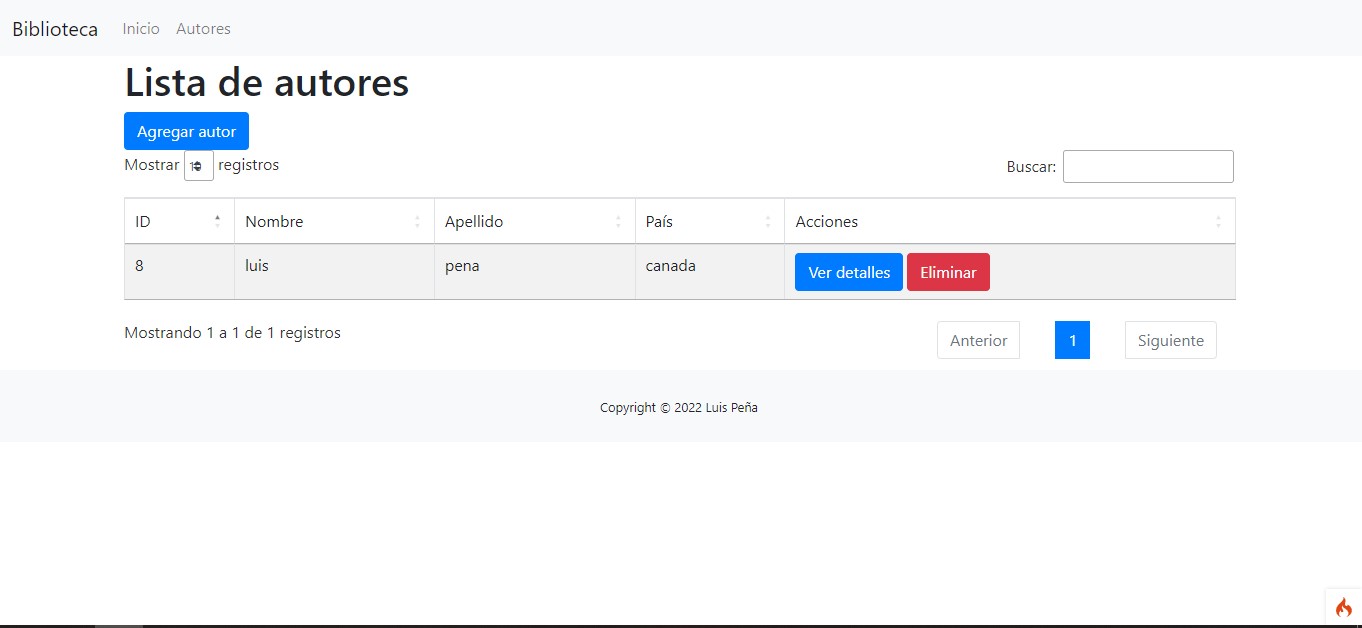 Biblioteca Inicio Autores
Lista de autores
Agregar autor
Mostrar registros Buscar:
ID Nombre Apellido País Acciones
8 luis pena canada Ver detalles Eliminar
Mostrando 1 a 1 de 1 registros Anterior 1 Siguiente
Copyright © 2022 Luis Peña